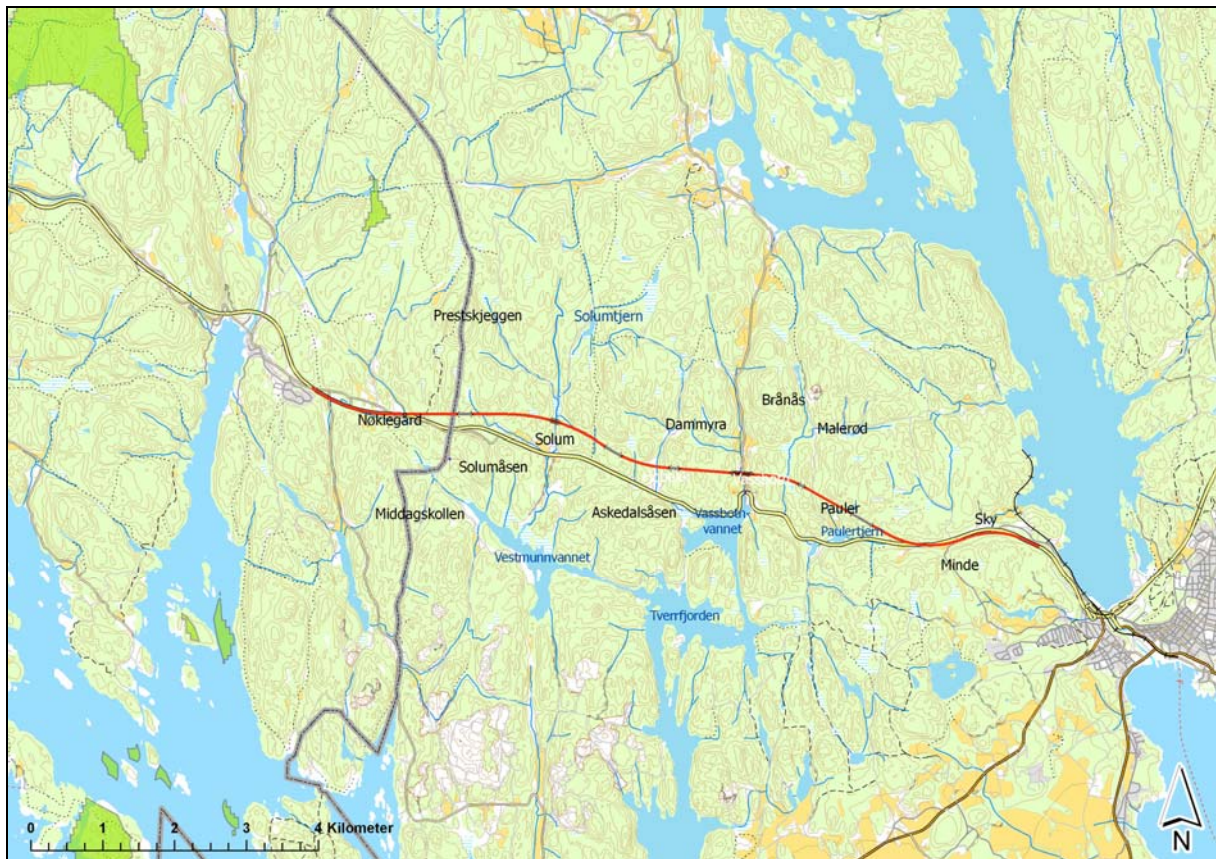 Prestskjeggen
Solumtjern
Brånås
Nøklegård
Solum
Dammyra
Malerød
Solumåsen
Middagskollen
Askedalsåsen
Vassbotn-
vannet
Pauler
Paulertjern
Sky
Vestmunnvannet
Minde
Tverrfjorden
0 1 2 3 4 Kilometer
N